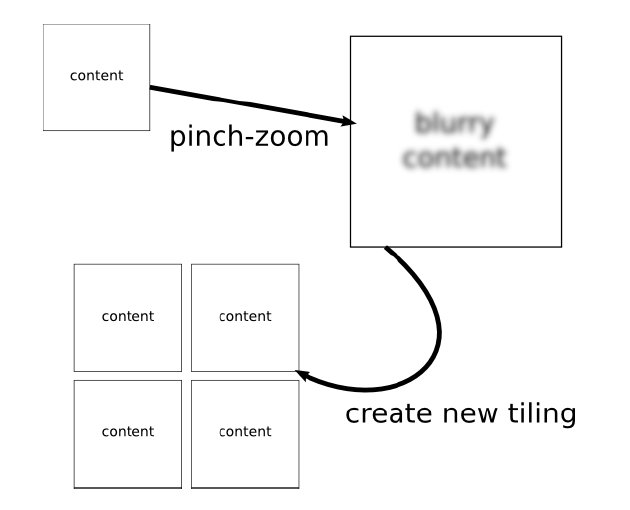 content
pinch-zoom
blurry
content
content
content
content
content
create new tiling